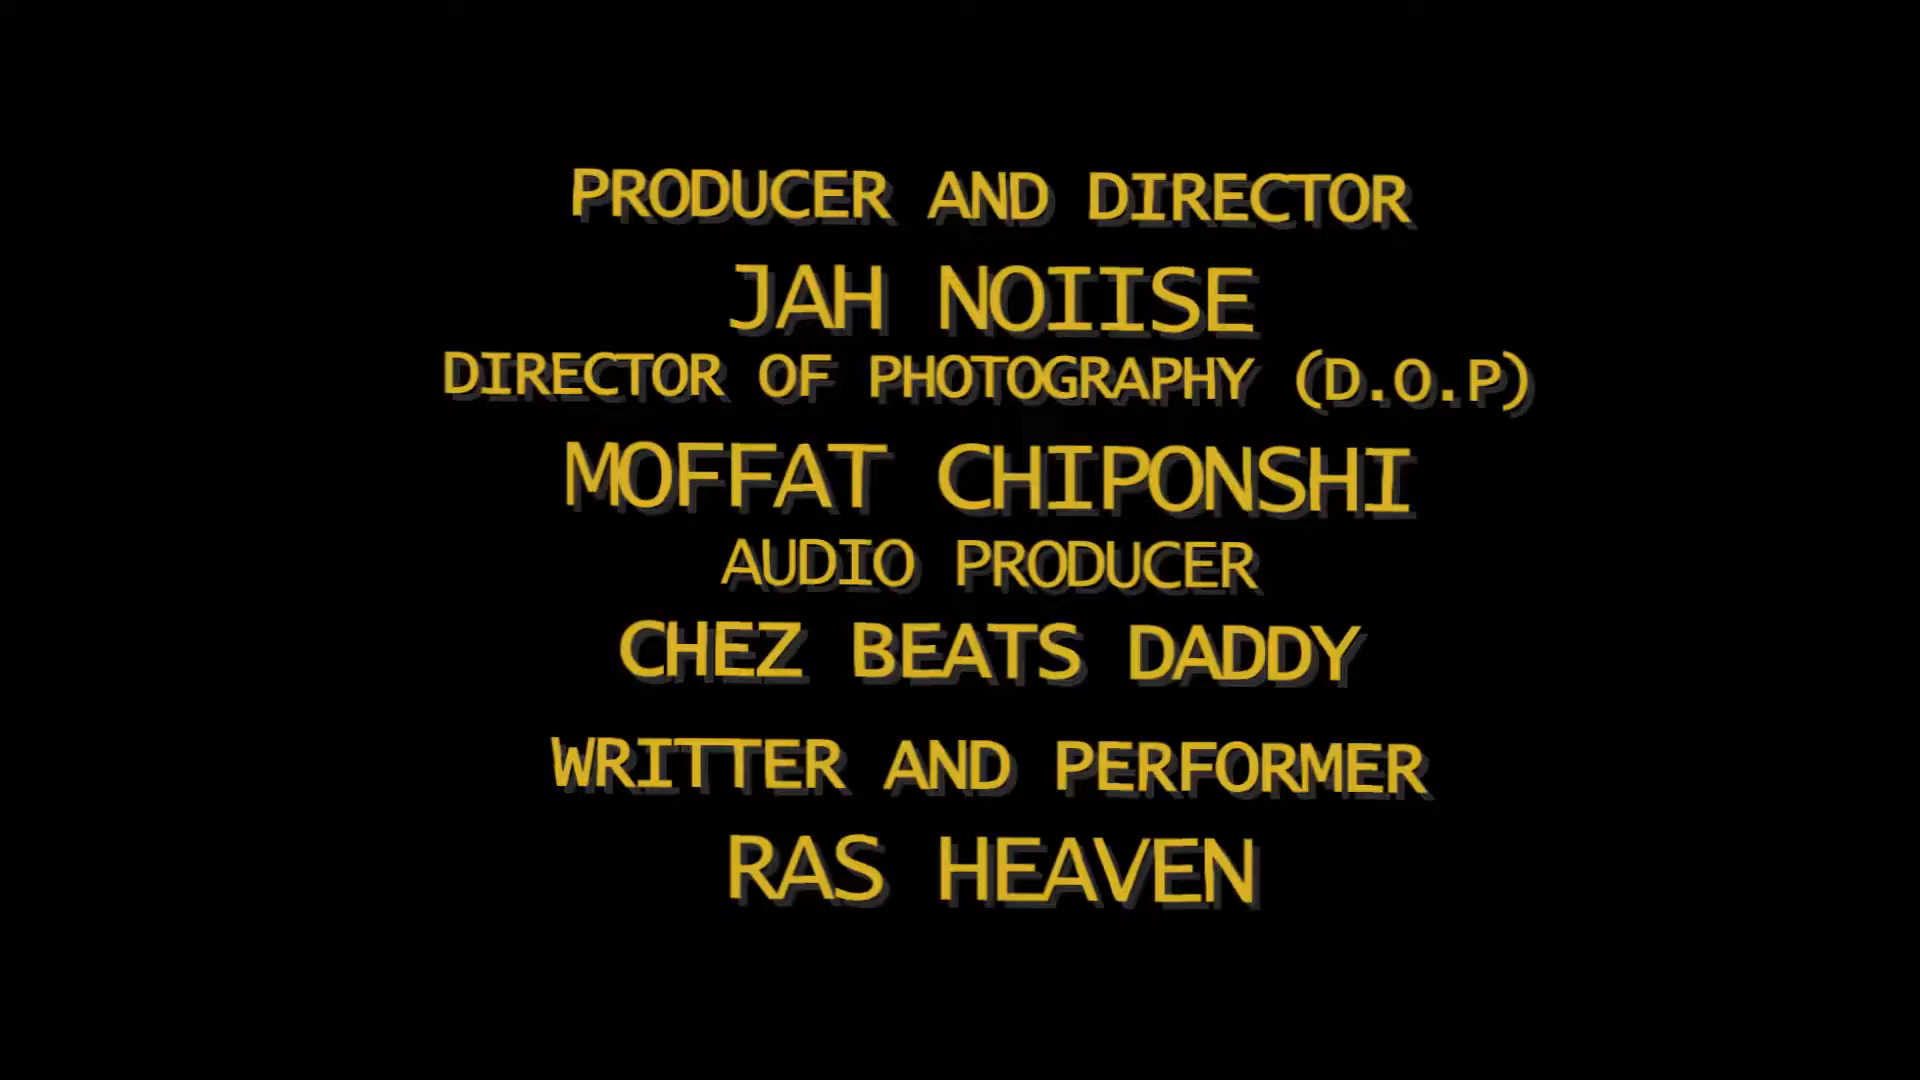 PRODUCER AND DIRECTOR
JAH NOIISE
DIRECTOR OF PHOTOGRAPHY (D.O.P)
MOFFAT CHIPONSHI
AUDIO PRODUCER
CHEZ BEATS DADDY
WRITTER AND PERFORMER
RAS HEAVEN